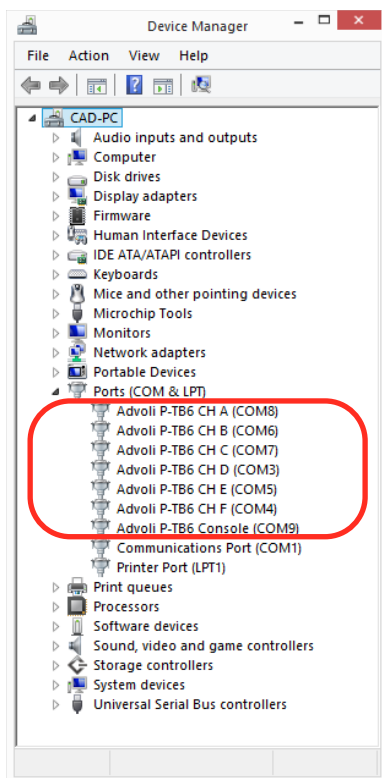 Device Manager
File Action View Help
CAD-PC
Audio inputs and outputs
Computer
Disk drives
Display adapters
Firmware
Human Interface Devices
IDE ATA/ATAPI controllers
Keyboards
Mice and other pointing devices
Microchip Tools
Monitors
Network adapters
Portable Devices
Ports (COM & LPT)
Advoli P-TB6 CH A (COM8)
Advoli P-TB6 CH B (COM6)
Advoli P-TB6 CH C (COM7)
Advoli P-TB6 CH D (COM3)
Advoli P-TB6 CH E (COM5)
Advoli P-TB6 CH F (COM4)
Advoli P-TB6 Console (COM9)
Communications Port (COM1)
Printer Port (LPT1)
Print queues
Processors
Software devices
Sound, video and game controllers
Storage controllers
System devices
Universal Serial Bus controllers